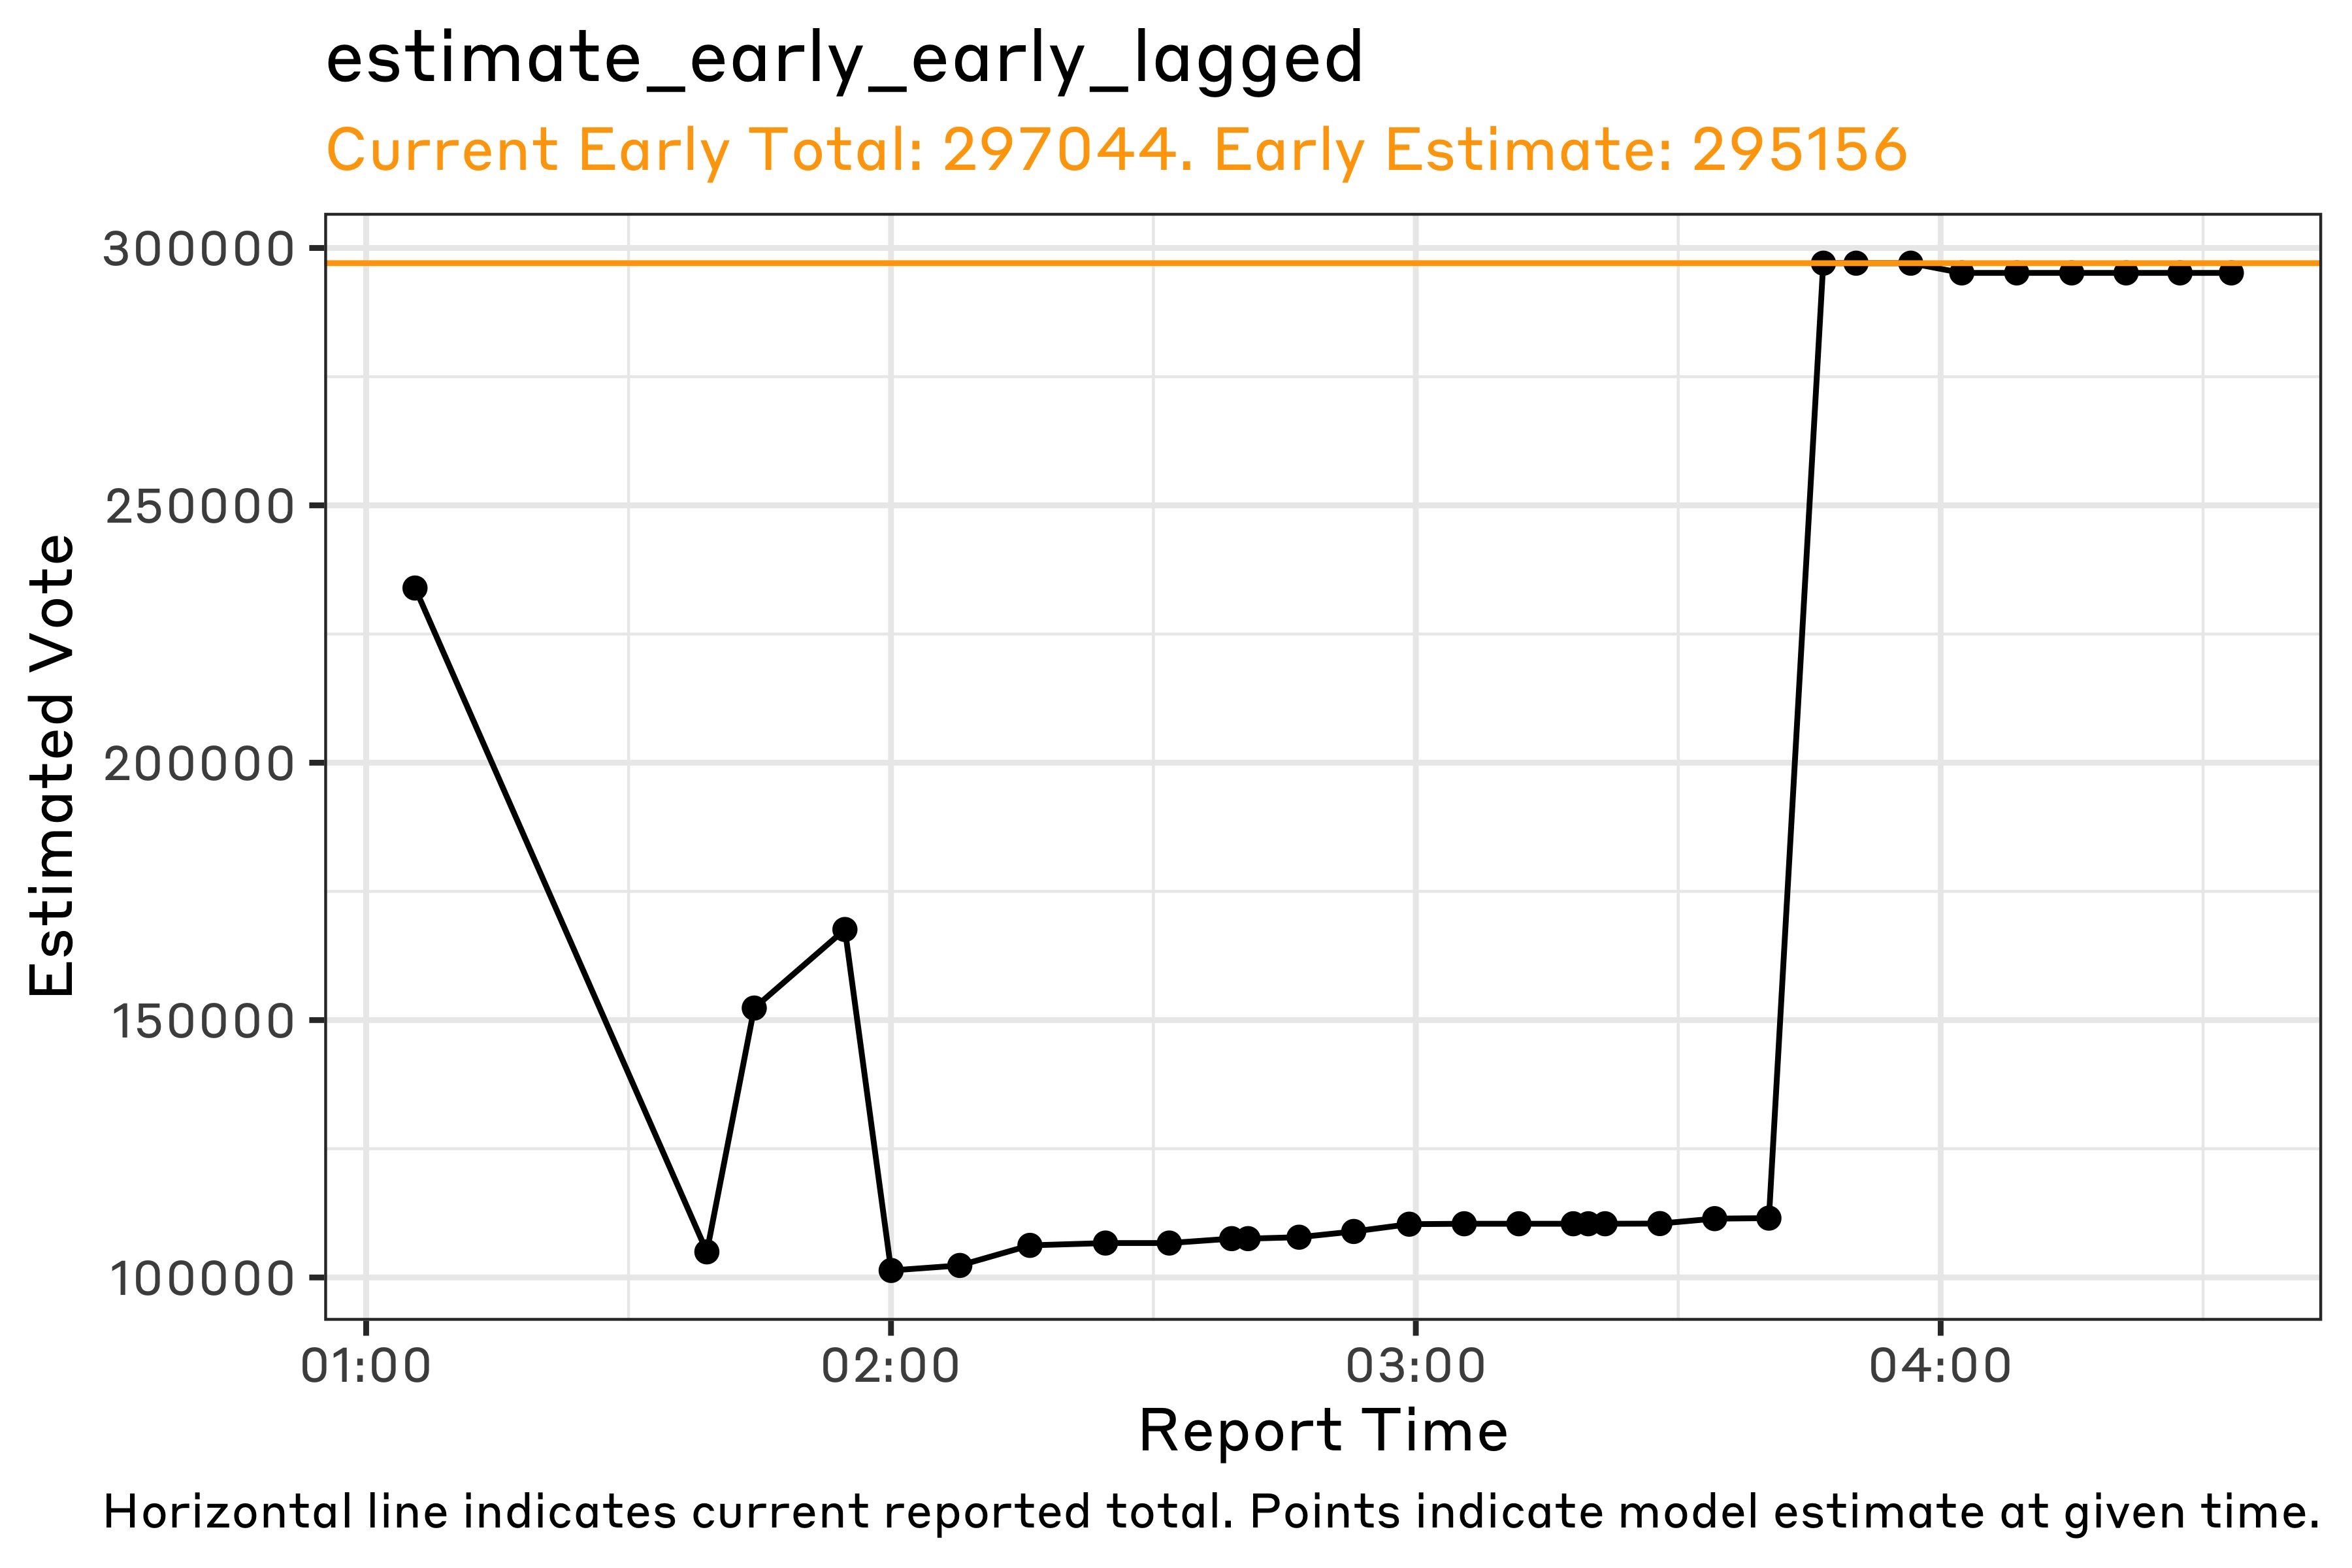 estimate_early_early_lagged
Current Early Total: 297044. Early Estimate: 295156
300000
250000
200000
150000
100000
Estimated Vote
01:00 02:00 03:00 04:00
Report Time
Horizontal line indicates current reported total. Points indicate model estimate at given time.